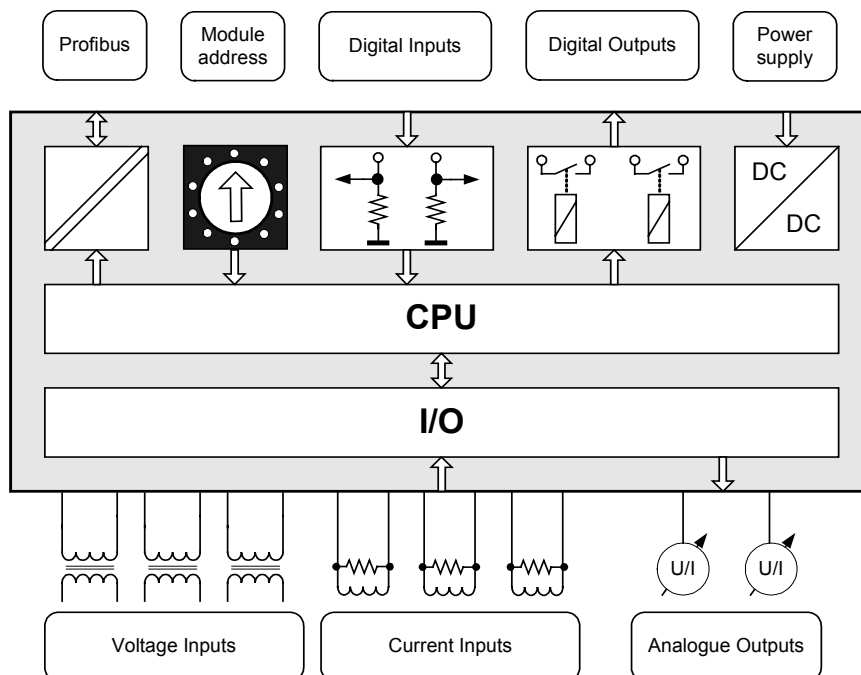 Profibus
Module
address
Digital Inputs
Digital Outputs
Power
supply
DC
DC
CPU
I/O
U/I
U/I
Voltage Inputs
Current Inputs
Analogue Outputs